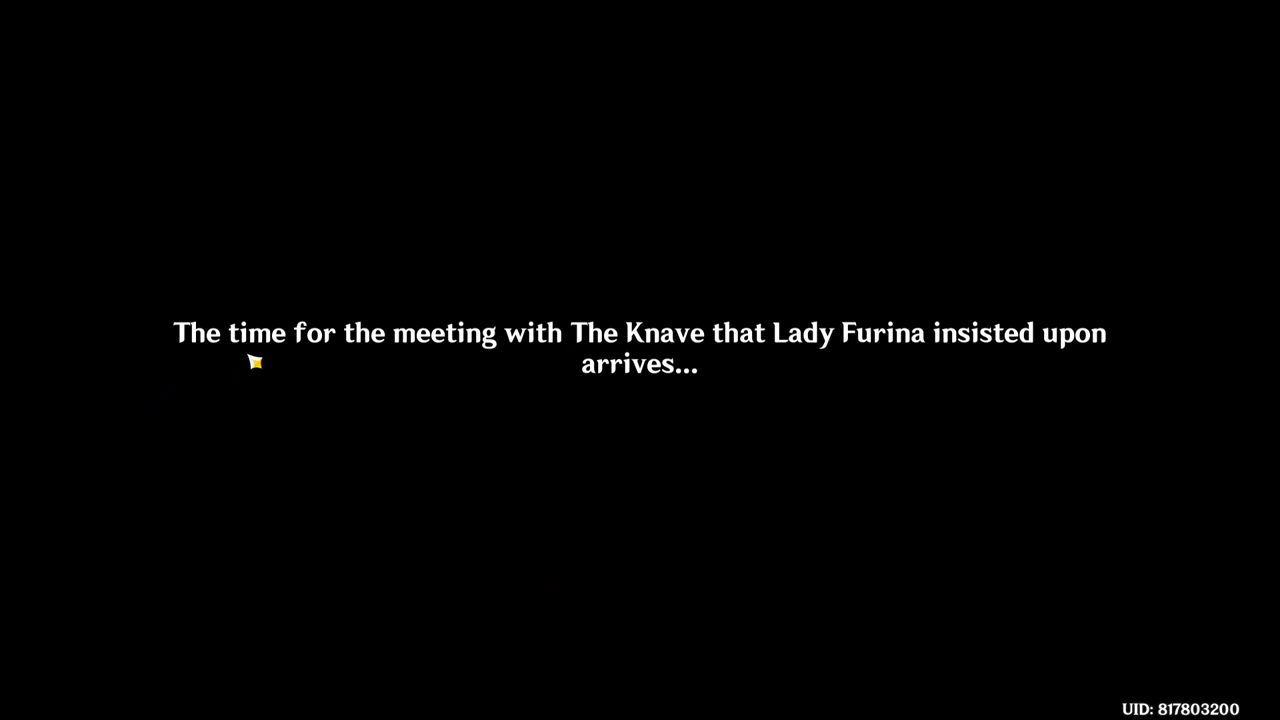 The time for the meeting with The Knave that Lady Furina insisted upon
arrives...
UID: 817803200